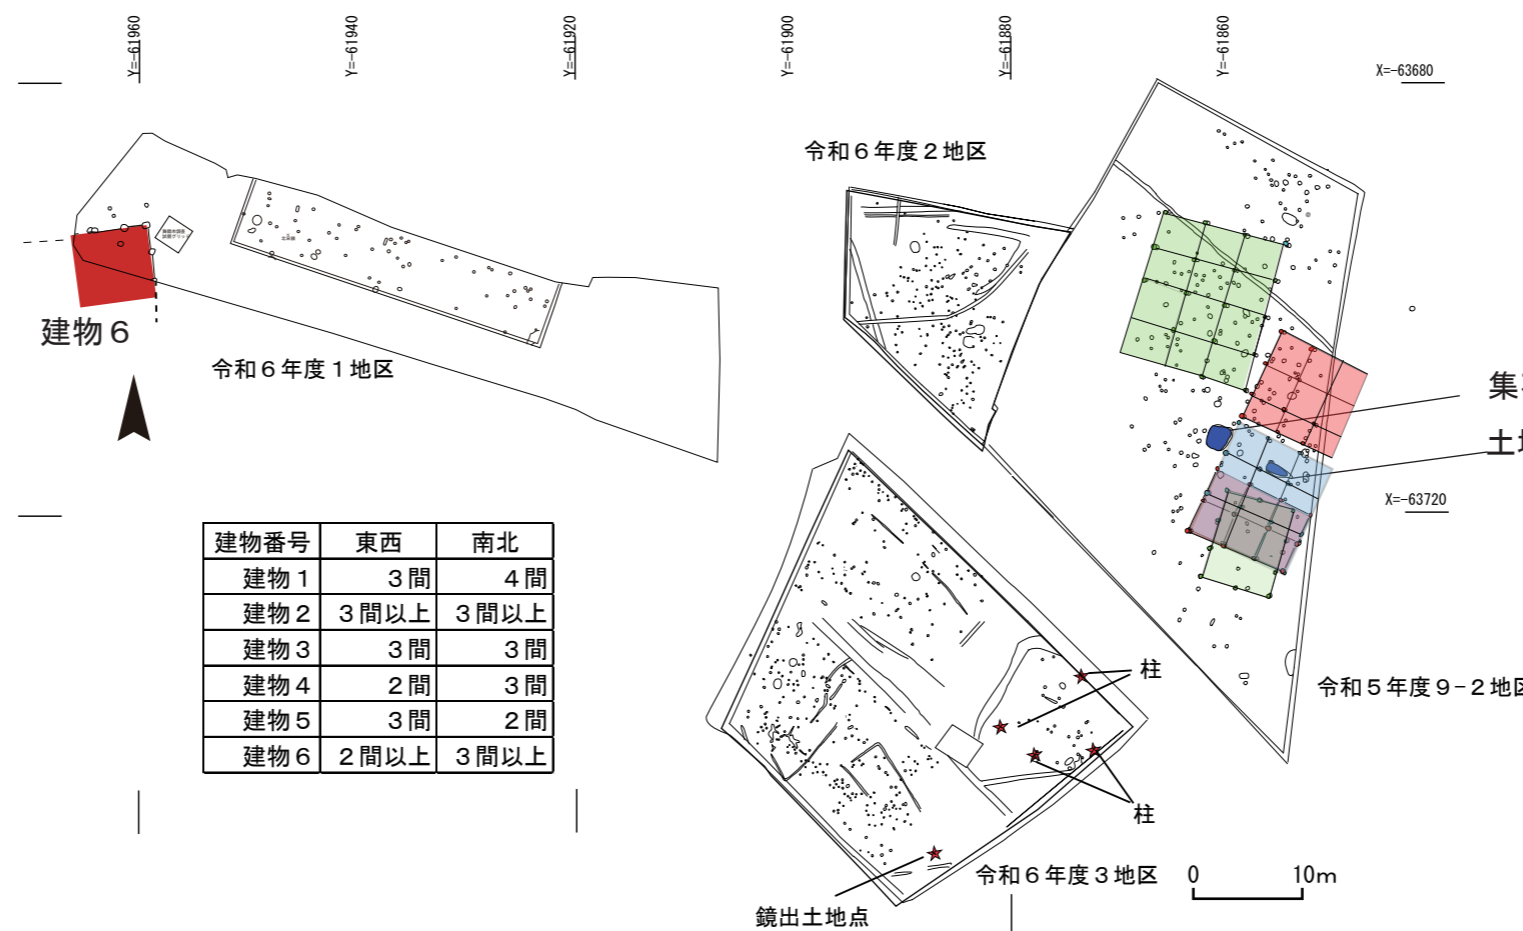 Y=-61960
Y=-61940
Y=-61920
Y=-61900
Y=-61880
Y=-61860
X=-63680
令和６年度２地区
建物６
令和６年度１地区
集
土
X=-63720
建物番号 東西 南北
建物１ ３間 ４間
建物２ ３間以上 ３間以上
建物３ ３間 ３間
建物４ ２間 ３間
建物５ ３間 ２間
建物６ ２間以上 ３間以上
柱
令和５年度９-２地区
柱
令和６年度３地区
0 10m
鏡出土地点